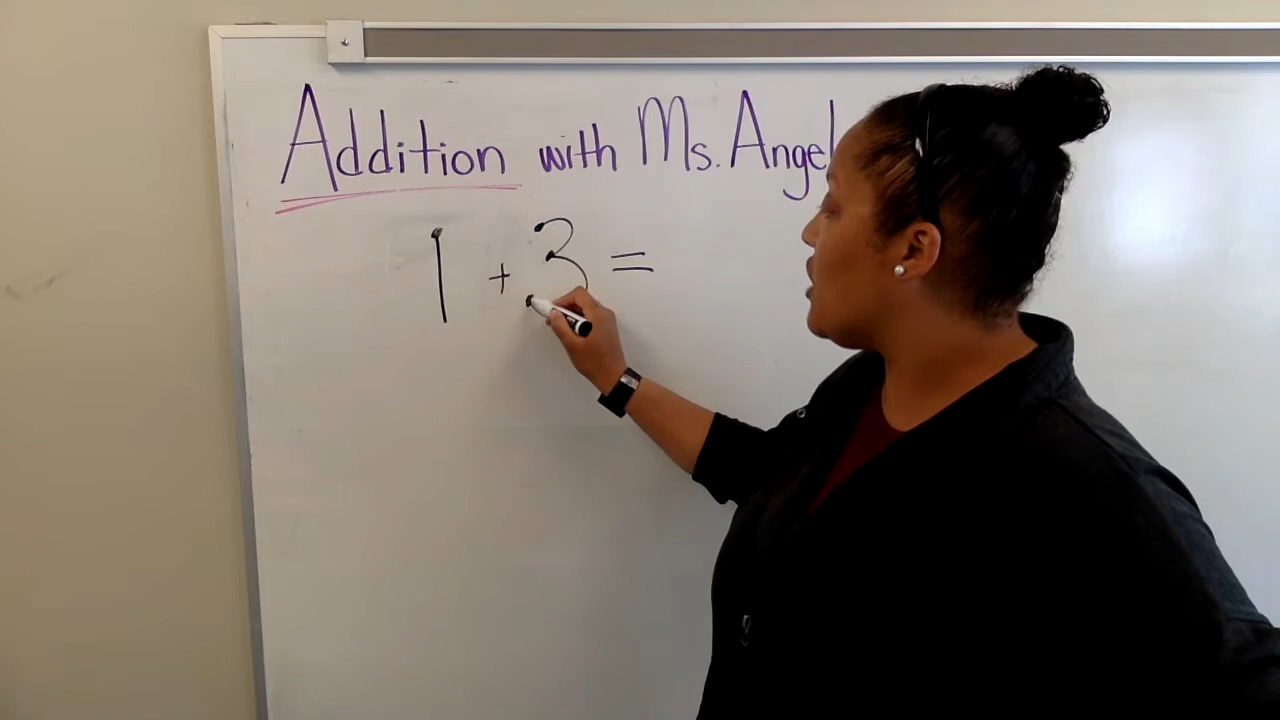 Addition with Ms. Angel
1 + 3 =